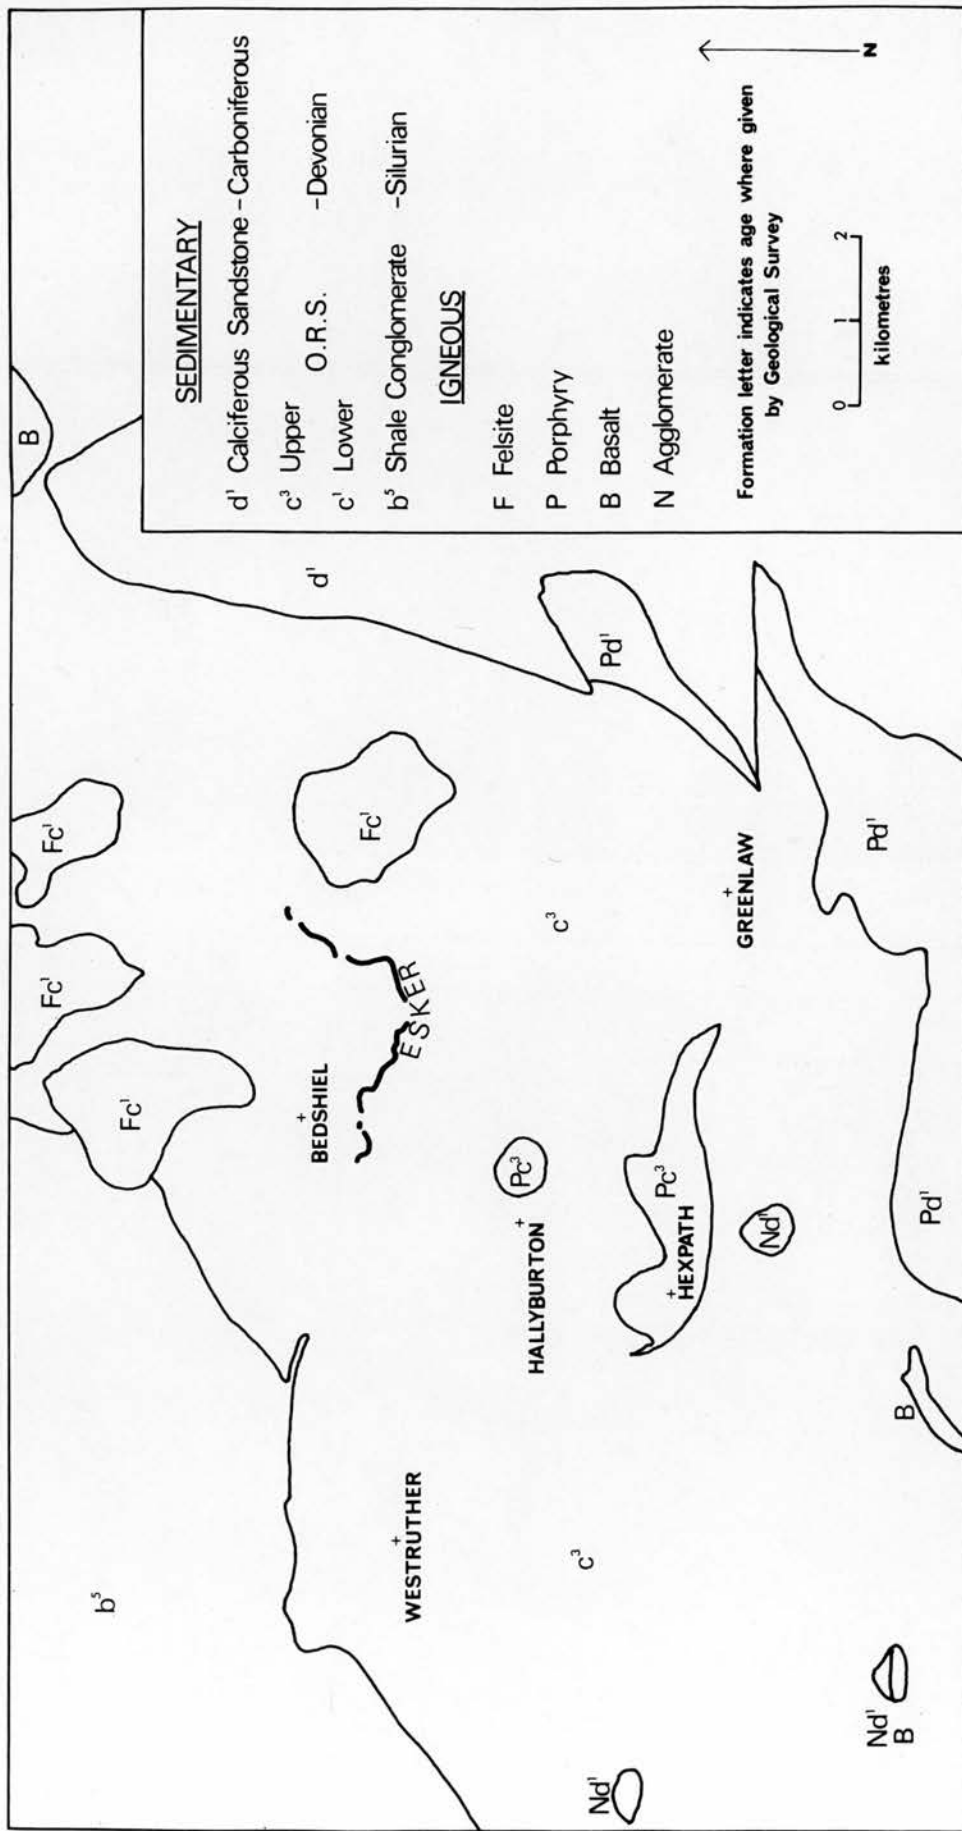 SEDIMENTARY
d¹ Calciferous Sandstone -Carboniferous
c³ Upper
O.R.S. -Devonian
c¹ Lower
b⁵ Shale Conglomerate -Silurian
IGNEOUS
F Felsite
P Porphyry
B Basalt
N Agglomerate
Formation letter indicates age where given
by Geological Survey
0 1 2
kilometres
N
b⁵
Fc¹
Fc¹
Fc¹
B
BEDSHIEL
ESKER
Fc¹
d¹
WESTRUTHER
HALLYBURTON
Pc³
c³
c³
Pd¹
HEXPATH
Pc³
Nd¹
GREENLAW
Nd¹
Pd¹
Nd¹
B
B
Pd¹